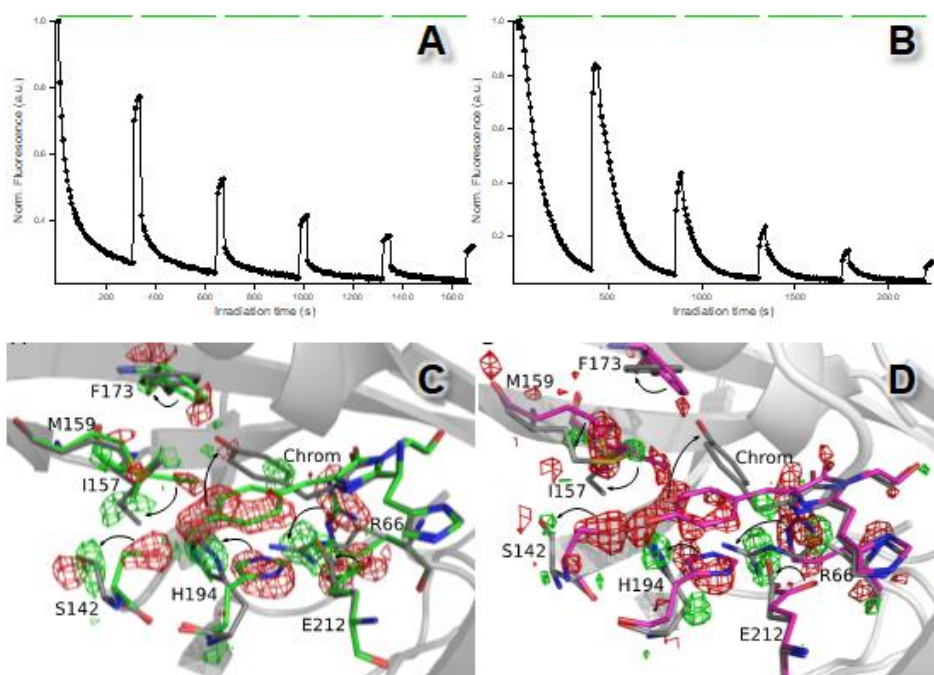 A
B
Norm. Fluorescence (a.u.)
1.0
0.8
0.6
0.4
200
400
600
800
1000
1200
1400
1600
Irradiation time (s)
Norm. Fluorescence (a.u.)
1.0
0.8
0.6
0.4
0.2
500
1000
1500
2000
Irradiation time (s)
C
F173
M159
Chrom
I157
R66
S142
H194
E212
D
F173
M159
Chrom
I157
S142
R66
H194
E212